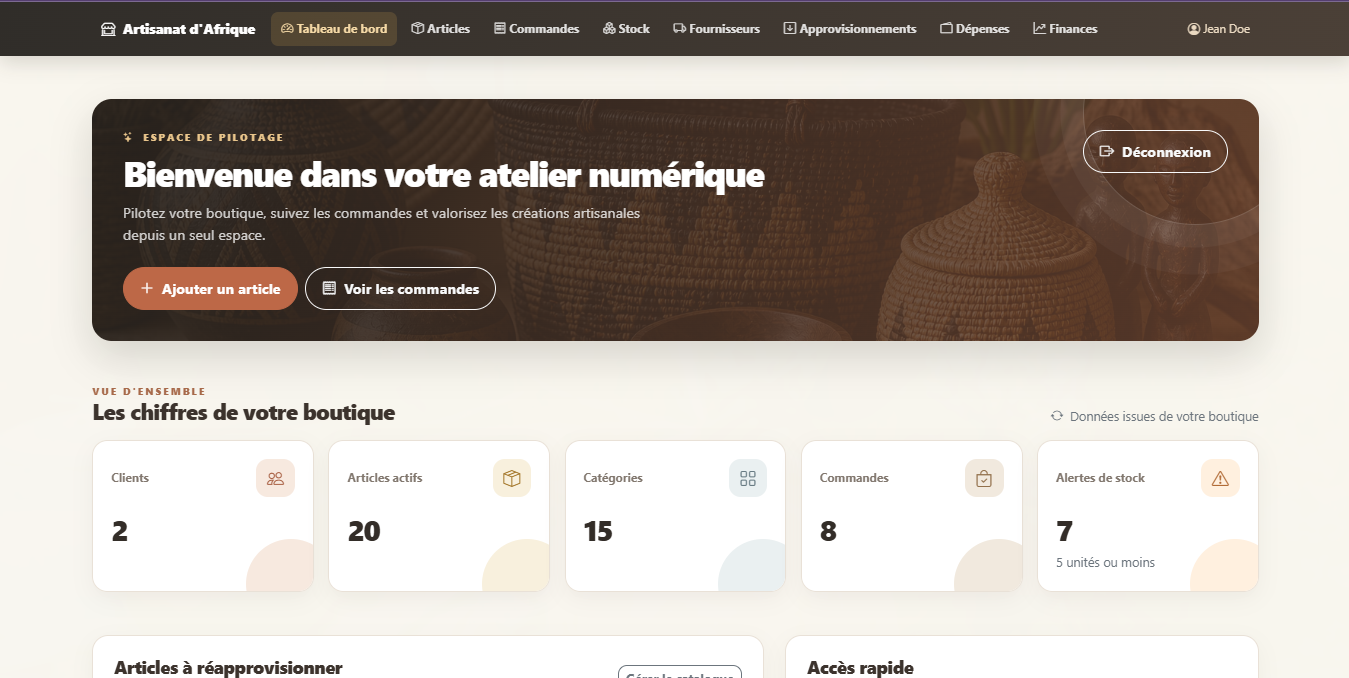 Artisanat d'Afrique Tableau de bord Articles Commandes Stock Fournisseurs Approvisionnements Dépenses Finances Jean Doe
ESPACE DE PILOTAGE
Déconnexion
Bienvenue dans votre atelier numérique
Pilotez votre boutique, suivez les commandes et valorisez les créations artisanales
depuis un seul espace.
Ajouter un article Voir les commandes
VUE D'ENSEMBLE
Les chiffres de votre boutique
Données issues de votre boutique
Clients
2
Articles actifs
20
Catégories
15
Commandes
8
Alertes de stock
7
5 unités ou moins
Articles à réapprovisionner
Gérer le catalogue
Accès rapide